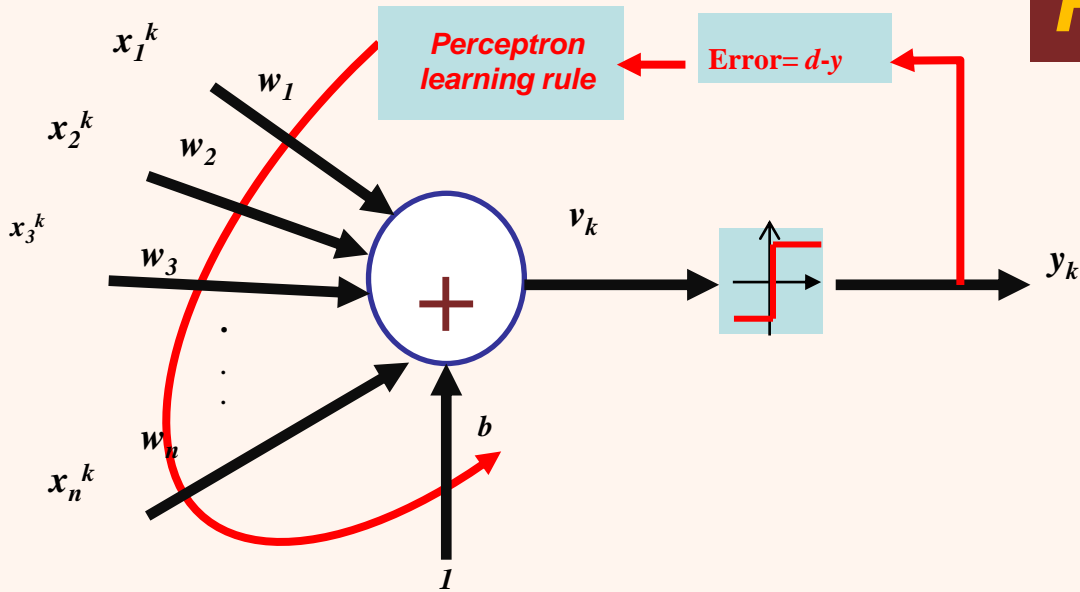 x₁ᵏ
w₁
x₂ᵏ
w₂
x₃ᵏ
w₃
.
.
.
wₙ
xₙᵏ
Perceptron
learning rule
Error= d-y
+
vₖ
yₖ
b
1